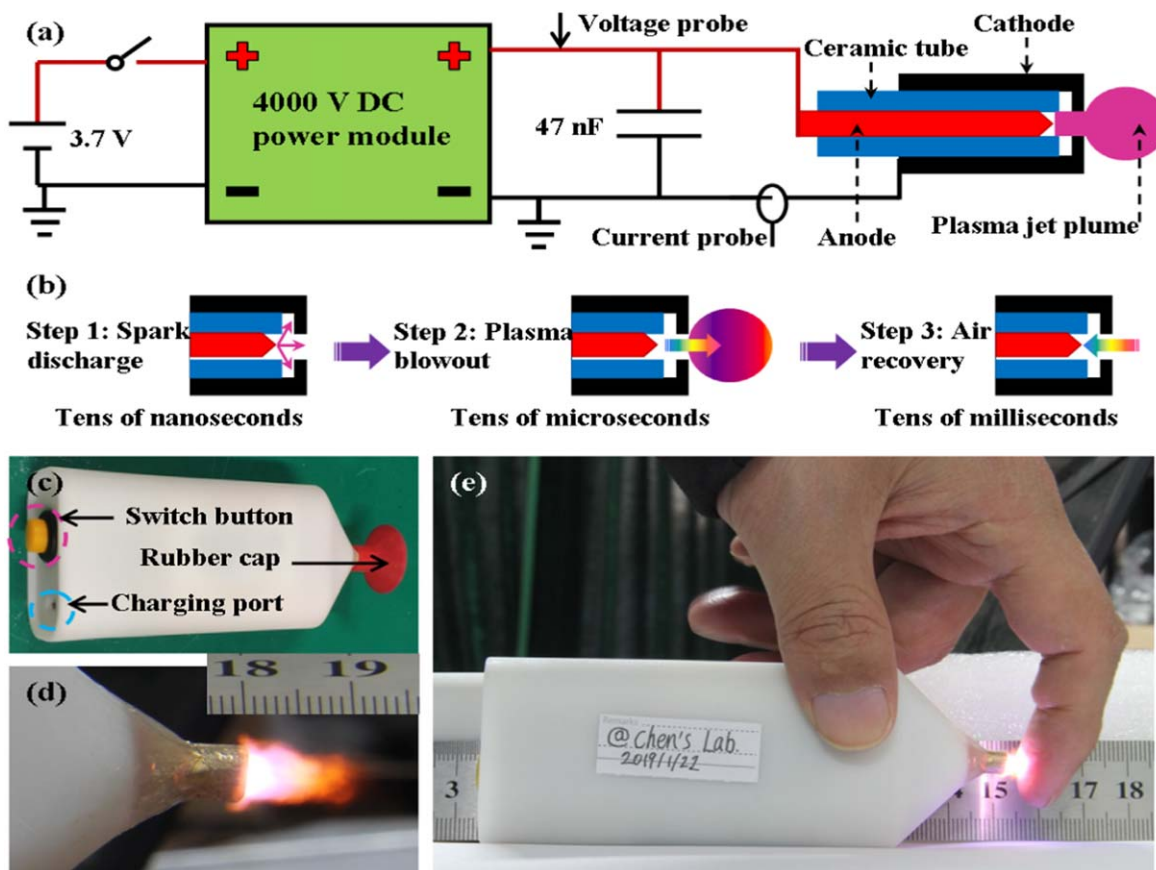 (a)
Voltage probe
Ceramic tube
Cathode
3.7 V
4000 V DC
power module
47 nF
Current probe
Anode
Plasma jet plume
(b)
Step 1: Spark
discharge
Tens of nanoseconds
Step 2: Plasma
blowout
Tens of microseconds
Step 3: Air
recovery
Tens of milliseconds
(c)
Switch button
Rubber cap
Charging port
(d)
18 19
(e)
Remarks
@ Chen's Lab.
2019/1/22
3 4 15 17 18